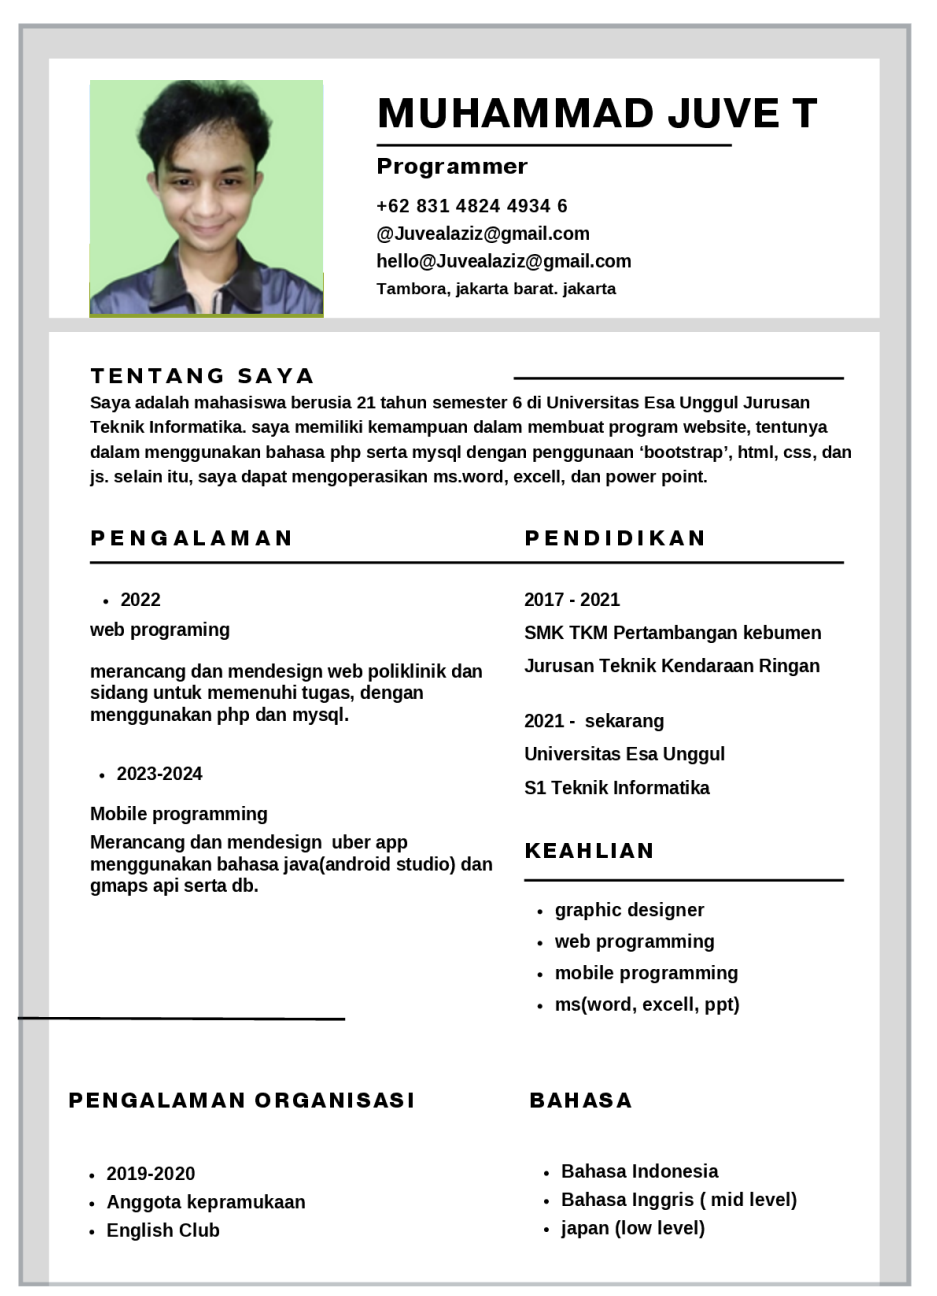 MUHAMMAD JUVE T
Programmer
+62 831 4824 4934 6
@Juvealaziz@gmail.com
hello@Juvealaziz@gmail.com
Tambora, jakarta barat. jakarta
TENTANG SAYA
Saya adalah mahasiswa berusia 21 tahun semester 6 di Universitas Esa Unggul Jurusan
Teknik Informatika. saya memiliki kemampuan dalam membuat program website, tentunya
dalam menggunakan bahasa php serta mysql dengan penggunaan ‘bootstrap’, html, css, dan
js. selain itu, saya dapat mengoperasikan ms.word, excell, dan power point.
PENGALAMAN
• 2022
web programing
merancang dan mendesign web poliklinik dan
sidang untuk memenuhi tugas, dengan
menggunakan php dan mysql.
• 2023-2024
Mobile programming
Merancang dan mendesign  uber app
menggunakan bahasa java(android studio) dan
gmaps api serta db.
PENDIDIKAN
2017 - 2021
SMK TKM Pertambangan kebumen
Jurusan Teknik Kendaraan Ringan
2021 -  sekarang
Universitas Esa Unggul
S1 Teknik Informatika
KEAHLIAN
• graphic designer
• web programming
• mobile programming
• ms(word, excell, ppt)
PENGALAMAN ORGANISASI
• 2019-2020
• Anggota kepramukaan
• English Club
BAHASA
• Bahasa Indonesia
• Bahasa Inggris ( mid level)
• japan (low level)